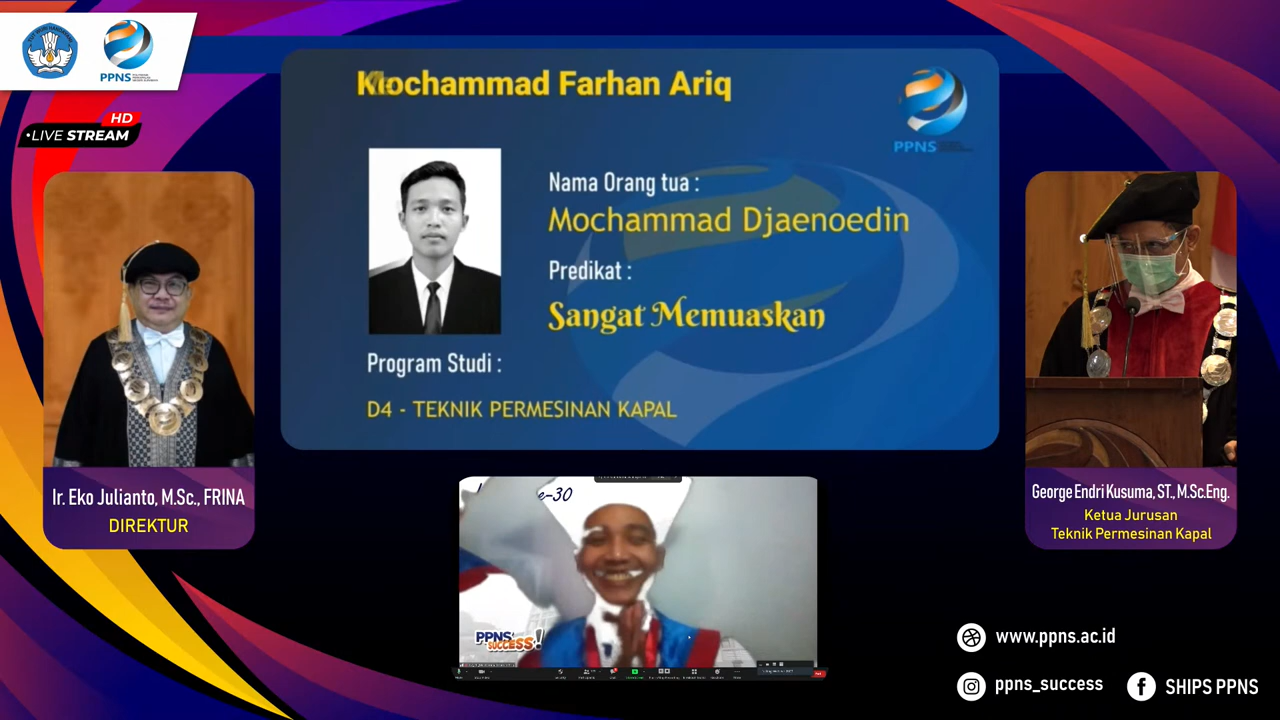 PPNS
HD
•LIVE STREAM
Mochammad Farhan Ariq
PPNS
Nama Orang tua :
Mochammad Djaenoedin
Predikat :
Sangat Memuaskan
Program Studi :
D4 - TEKNIK PERMESINAN KAPAL
Ir. Eko Julianto, M.Sc., FRINA
DIREKTUR
George Endri Kusuma, ST., M.Sc.Eng.
Ketua Jurusan
Teknik Permesinan Kapal
e-30
PPNS
SUCCESS!
www.ppns.ac.id
ppns_success
SHIPS PPNS